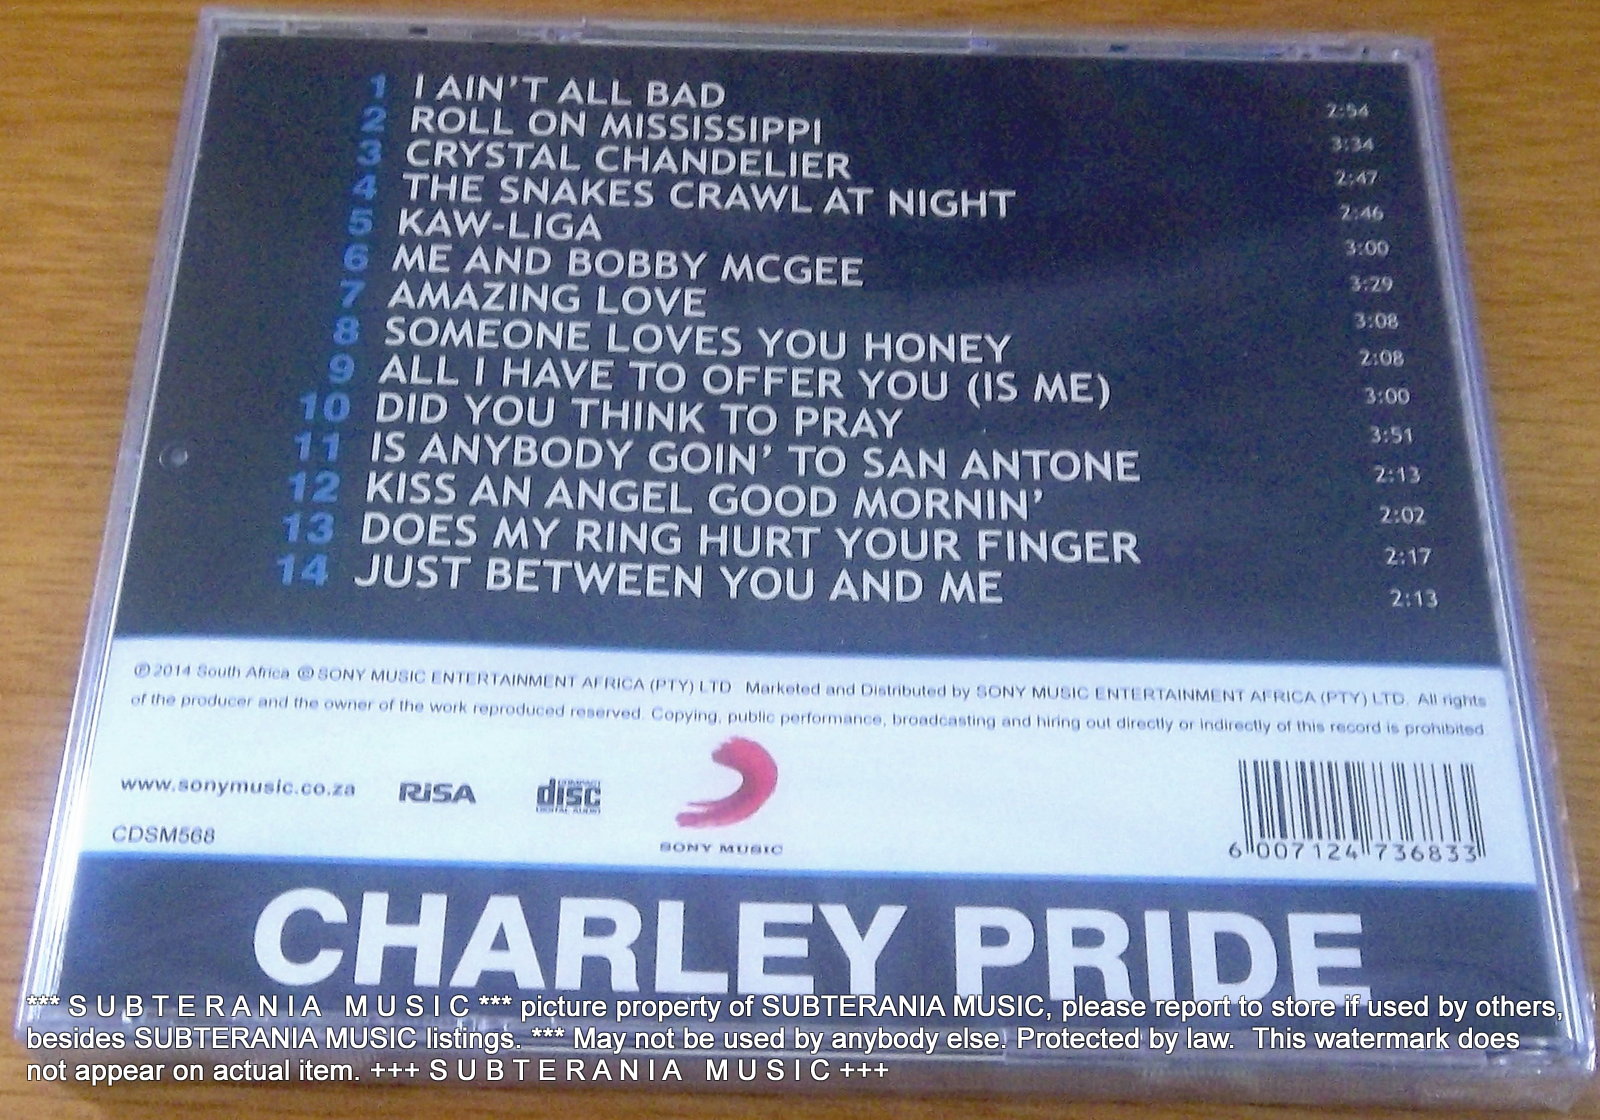 1 I AIN'T ALL BAD 2:54
2 ROLL ON MISSISSIPPI 3:34
3 CRYSTAL CHANDELIER 2:47
4 THE SNAKES CRAWL AT NIGHT 2:46
5 KAW-LIGA 3:00
6 ME AND BOBBY MCGEE 3:29
7 AMAZING LOVE 3:08
8 SOMEONE LOVES YOU HONEY 2:08
9 ALL I HAVE TO OFFER YOU (IS ME) 3:00
10 DID YOU THINK TO PRAY 3:51
11 IS ANYBODY GOIN' TO SAN ANTONE 2:13
12 KISS AN ANGEL GOOD MORNIN' 2:02
13 DOES MY RING HURT YOUR FINGER 2:17
14 JUST BETWEEN YOU AND ME 2:13
℗ 2014 South Africa © SONY MUSIC ENTERTAINMENT AFRICA (PTY) LTD Marketed and Distributed by SONY MUSIC ENTERTAINMENT AFRICA (PTY) LTD. All rights
of the producer and the owner of the work reproduced reserved. Copying, public performance, broadcasting and hiring out directly or indirectly of this record is prohibited.
www.sonymusic.co.za RiSA COMPACT disc DIGITAL AUDIO
SONY MUSIC
CDSM568
6 007124 736833
CHARLEY PRIDE
*** S U B T E R A N I A M U S I C *** picture property of SUBTERANIA MUSIC, please report to store if used by others,
besides SUBTERANIA MUSIC listings. *** May not be used by anybody else. Protected by law. This watermark does
not appear on actual item. +++ S U B T E R A N I A M U S I C +++